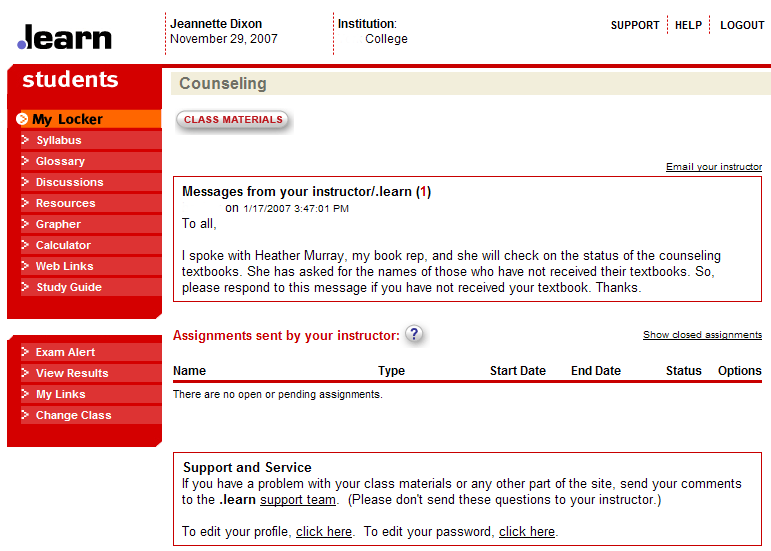 .learn
Jeannette Dixon
November 29, 2007
Institution:
College
SUPPORT HELP LOGOUT
students
My Locker
Syllabus
Glossary
Discussions
Resources
Grapher
Calculator
Web Links
Study Guide
Exam Alert
View Results
My Links
Change Class
Counseling
CLASS MATERIALS
Email your instructor
Messages from your instructor/.learn (1)
on 1/17/2007 3:47:01 PM
To all,
I spoke with Heather Murray, my book rep, and she will check on the status of the counseling
textbooks. She has asked for the names of those who have not received their textbooks. So,
please respond to this message if you have not received your textbook. Thanks.
Assignments sent by your instructor: ?
Show closed assignments
Name Type Start Date End Date Status Options
There are no open or pending assignments.
Support and Service
If you have a problem with your class materials or any other part of the site, send your comments
to the .learn support team. (Please don't send these questions to your instructor.)
To edit your profile, click here. To edit your password, click here.